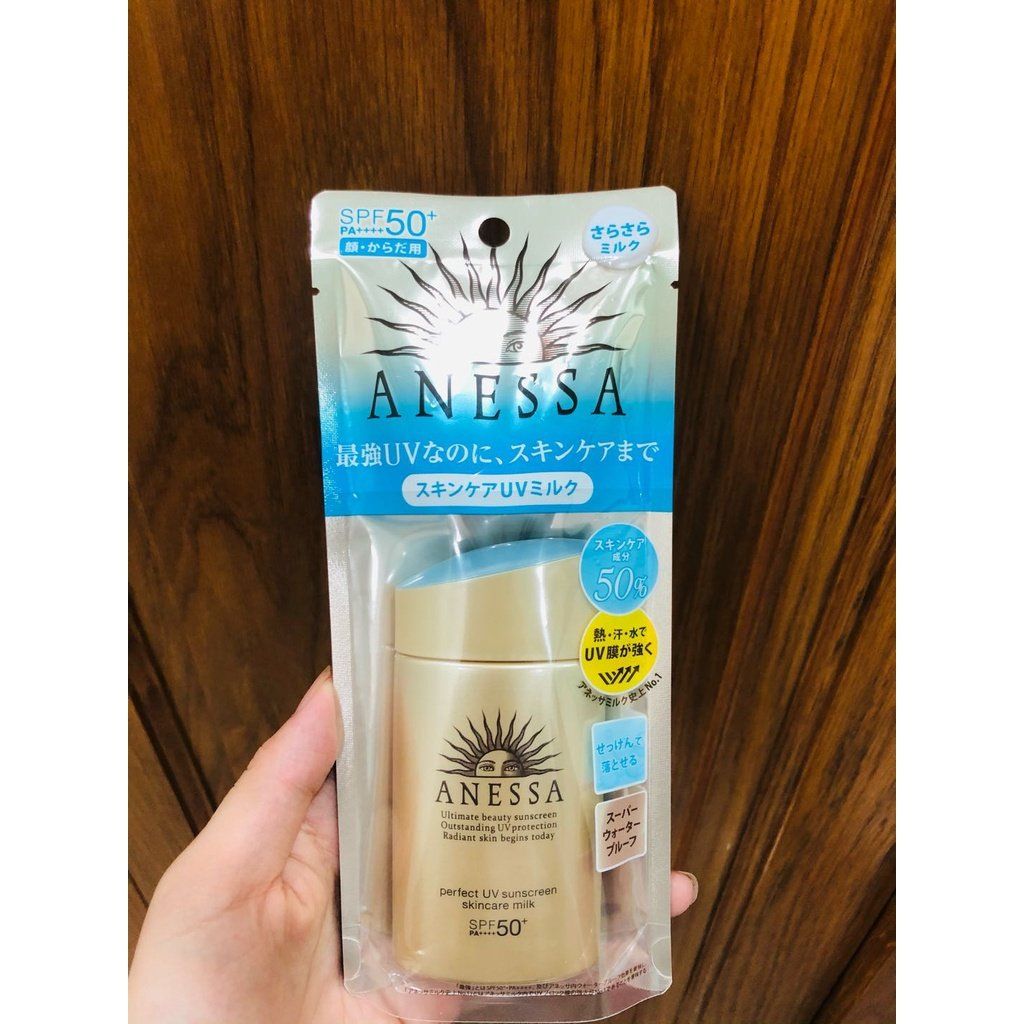 SPF50+
PA++++
顔・からだ用
さらさら
ミルク
ANESSA
最強UVなのに、スキンケアまで
スキンケアUVミルク
スキンケア
成分
50%
熱・汗・水で
UV膜が強く
アネッサミルク史上No.1
せっけんで
落とせる
スーパー
ウォーター
プルーフ
ANESSA
Ultimate beauty sunscreen
Outstanding UV protection
Radiant skin begins today
perfect UV sunscreen
skincare milk
SPF50+
PA++++